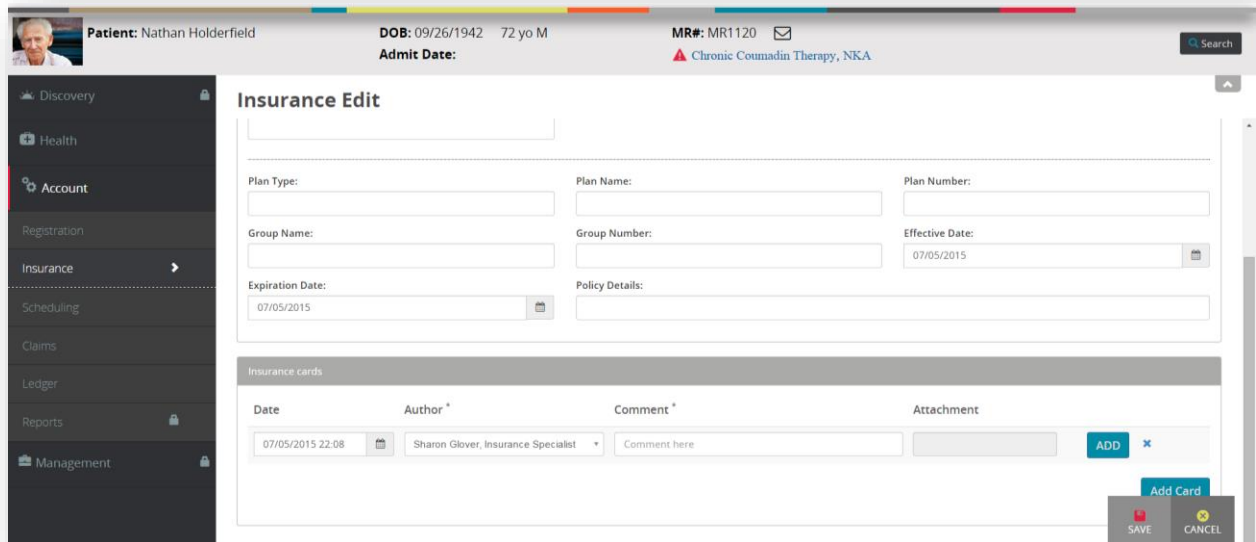 Patient: Nathan Holderfield DOB: 09/26/1942 72 yo M MR#: MR1120
Admit Date: Chronic Coumadin Therapy, NKA
Search
Discovery
Health
Account
Registration
Insurance
Scheduling
Claims
Ledger
Reports
Management
Insurance Edit
Plan Type: Plan Name: Plan Number:
Group Name: Group Number: Effective Date:
07/05/2015
Expiration Date: Policy Details:
07/05/2015
Insurance cards
Date Author * Comment * Attachment
07/05/2015 22:08 Sharon Glover, Insurance Specialist Comment here ADD
Add Card
SAVE CANCEL